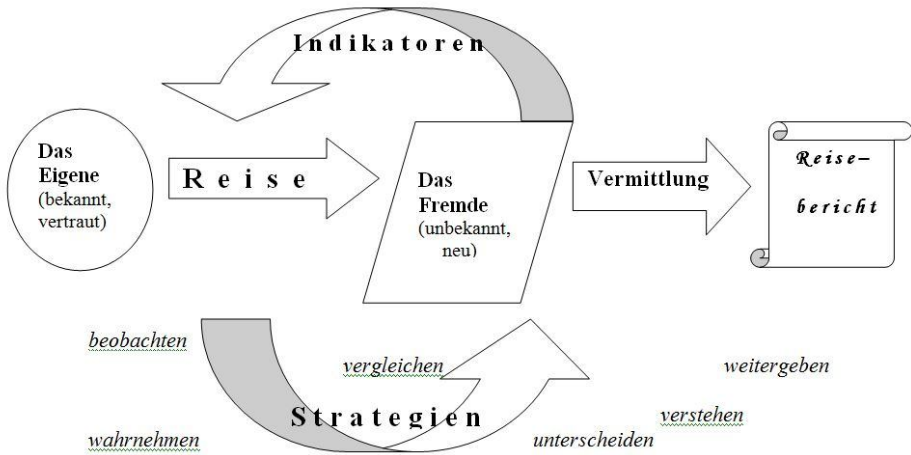 Indikatoren
Das
Eigene
(bekannt,
vertraut)
Reise
Das
Fremde
(unbekannt,
neu)
Vermittlung
Reise-
bericht
beobachten
vergleichen
weitergeben
Strategien
verstehen
wahrnehmen
unterscheiden